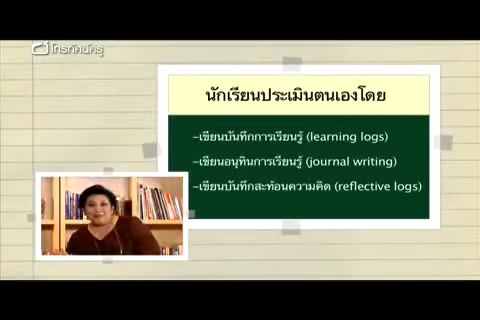 โทรทัศน์ครู
นักเรียนประเมินตนเองโดย
–เขียนบันทึกการเรียนรู้ (learning logs)
–เขียนอนุทินการเรียนรู้ (journal writing)
–เขียนบันทึกสะท้อนความคิด (reflective logs)